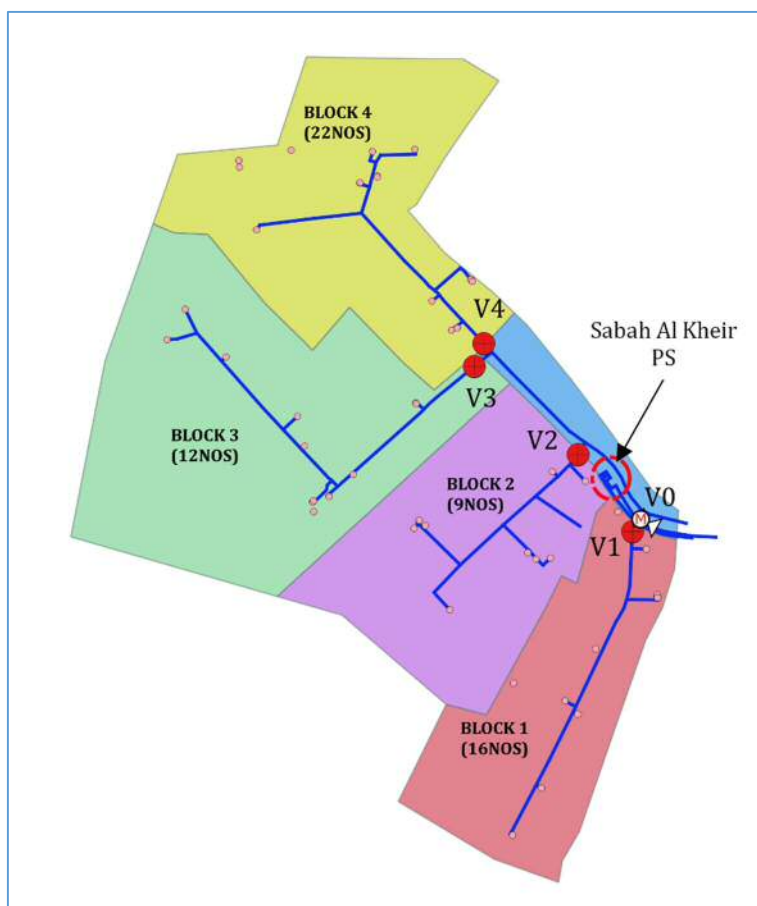 BLOCK 4
(22NOS)
V4
Sabah Al Kheir
PS
V3
BLOCK 3
(12NOS)
V2
BLOCK 2
(9NOS)
V0
M
V1
BLOCK 1
(16NOS)